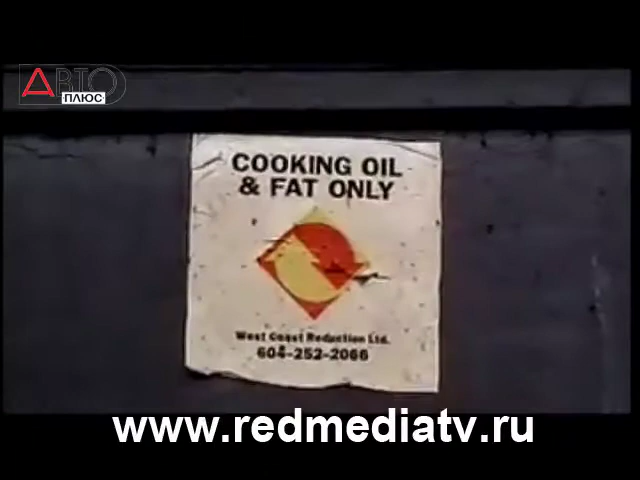 АВТО
ПЛЮС
COOKING OIL
& FAT ONLY
West Coast Reduction Ltd.
604-252-2066
www.redmediatv.ru